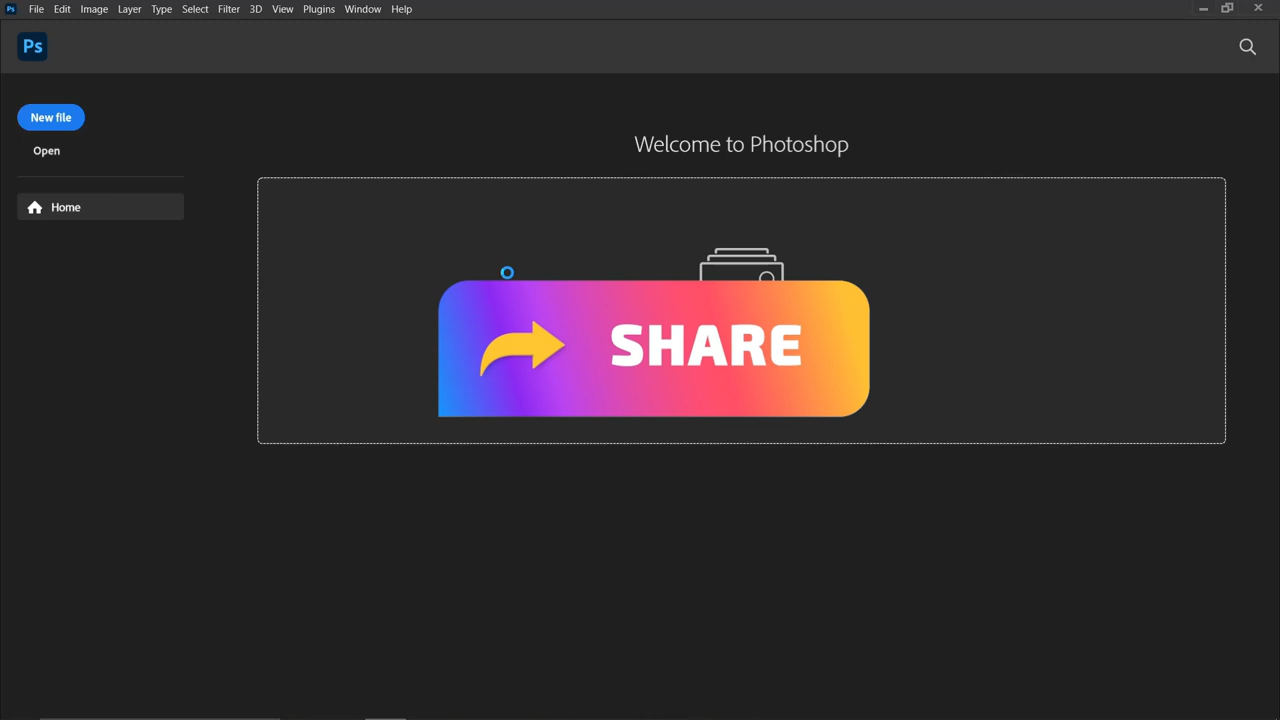 Ps File Edit Image Layer Type Select Filter 3D View Plugins Window Help
Ps
New file
Open
Home
Welcome to Photoshop
SHARE